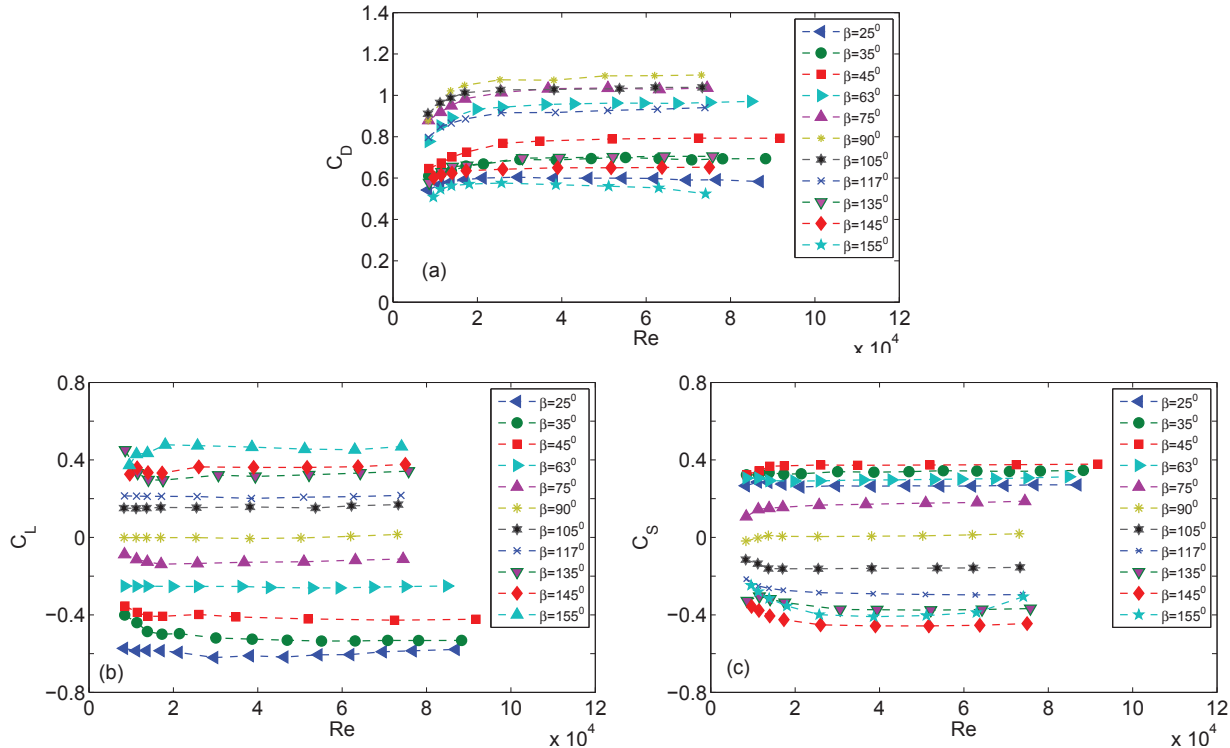 1.4
1.2
1
0.8
0.6
0.4
0.2
0
C_D
(a)
0 2 4 6 8 10 12
Re
x 10^4
β=25^0
β=35^0
β=45^0
β=63^0
β=75^0
β=90^0
β=105^0
β=117^0
β=135^0
β=145^0
β=155^0
0.8
0.4
0
−0.4
−0.8
C_L
(b)
0 2 4 6 8 10 12
Re
x 10^4
β=25^0
β=35^0
β=45^0
β=63^0
β=75^0
β=90^0
β=105^0
β=117^0
β=135^0
β=145^0
β=155^0
0.8
0.4
0
−0.4
−0.8
C_S
(c)
0 2 4 6 8 10 12
Re
x 10^4
β=25^0
β=35^0
β=45^0
β=63^0
β=75^0
β=90^0
β=105^0
β=117^0
β=135^0
β=145^0
β=155^0